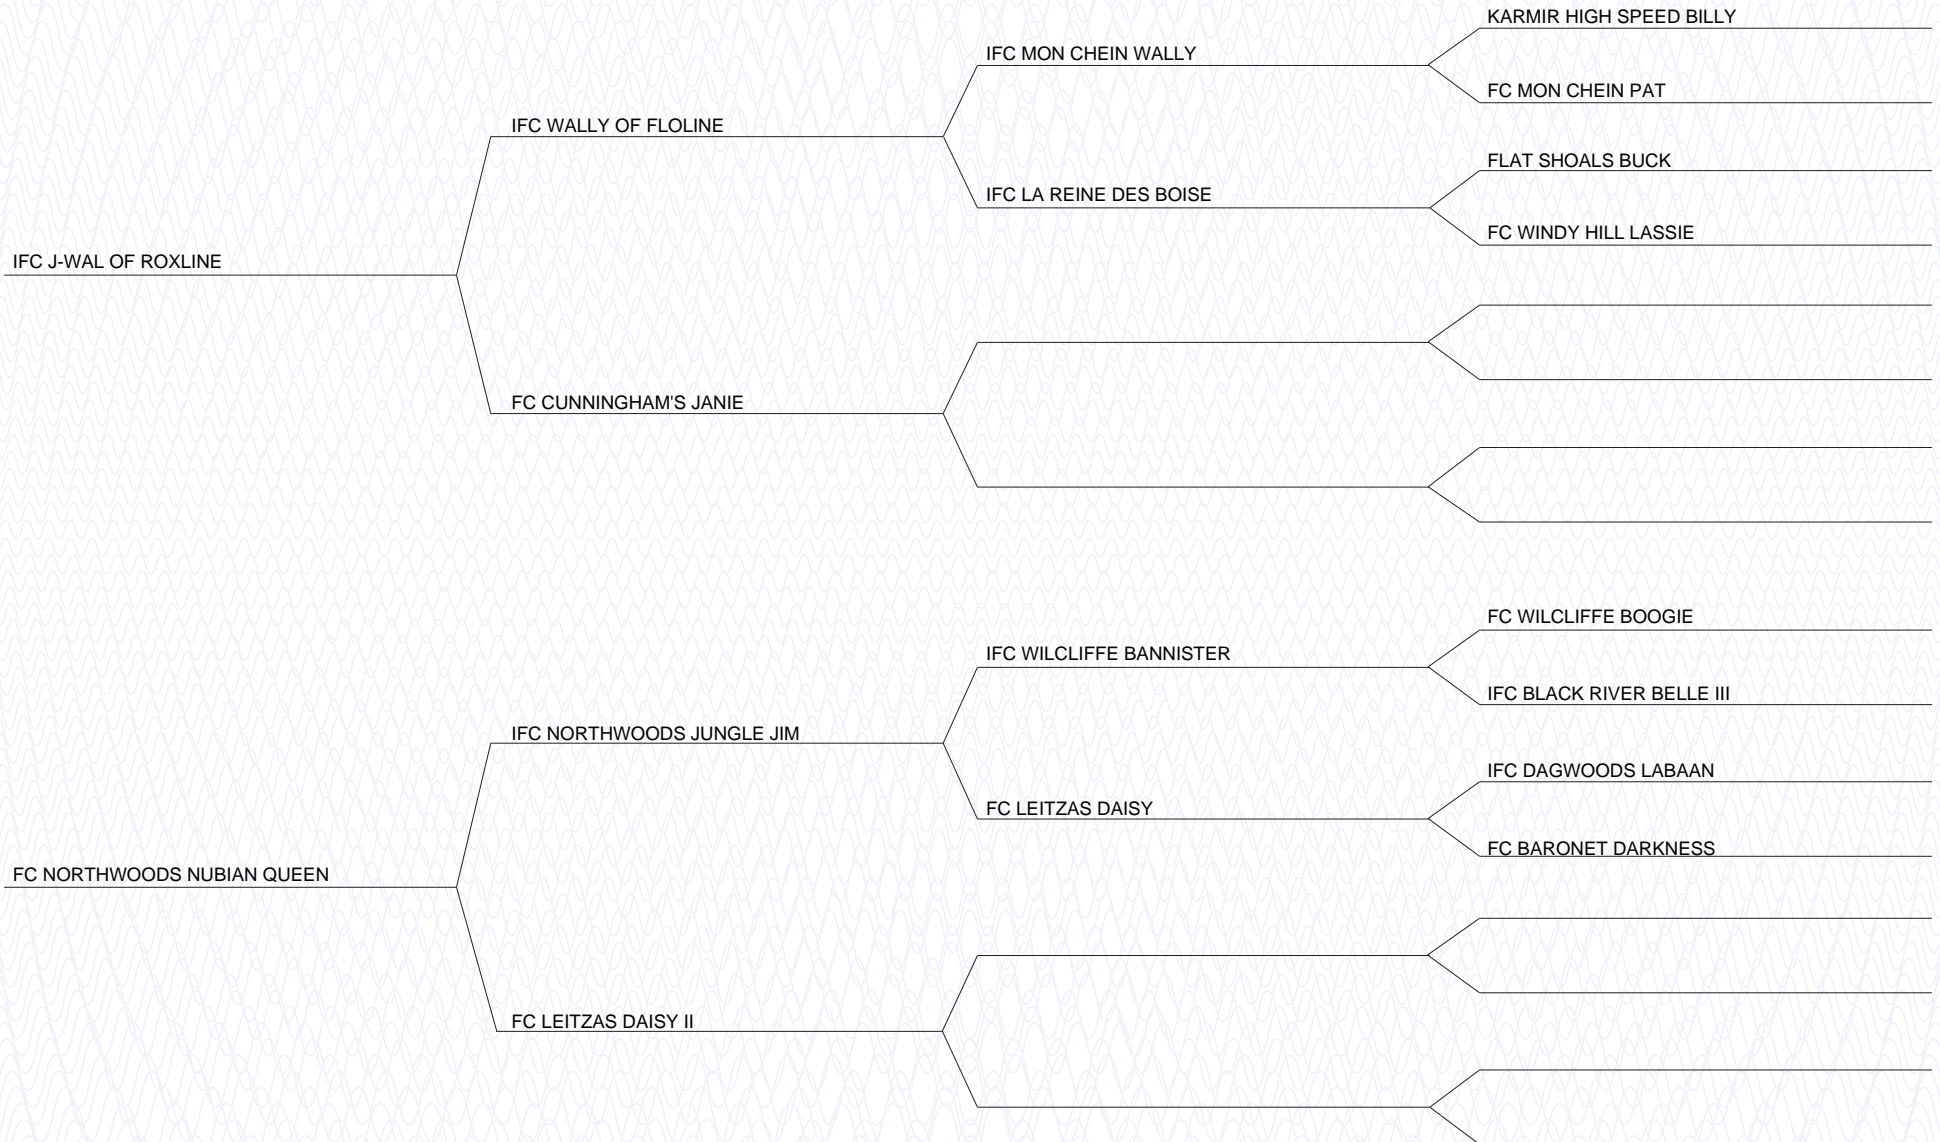 KARMIR HIGH SPEED BILLY
IFC MON CHEIN WALLY
FC MON CHEIN PAT
IFC WALLY OF FLOLINE
FLAT SHOALS BUCK
IFC LA REINE DES BOISE
FC WINDY HILL LASSIE
IFC J-WAL OF ROXLINE
FC CUNNINGHAM'S JANIE
FC WILCLIFFE BOOGIE
IFC WILCLIFFE BANNISTER
IFC BLACK RIVER BELLE III
IFC NORTHWOODS JUNGLE JIM
IFC DAGWOODS LABAAN
FC LEITZAS DAISY
FC BARONET DARKNESS
FC NORTHWOODS NUBIAN QUEEN
FC LEITZAS DAISY II